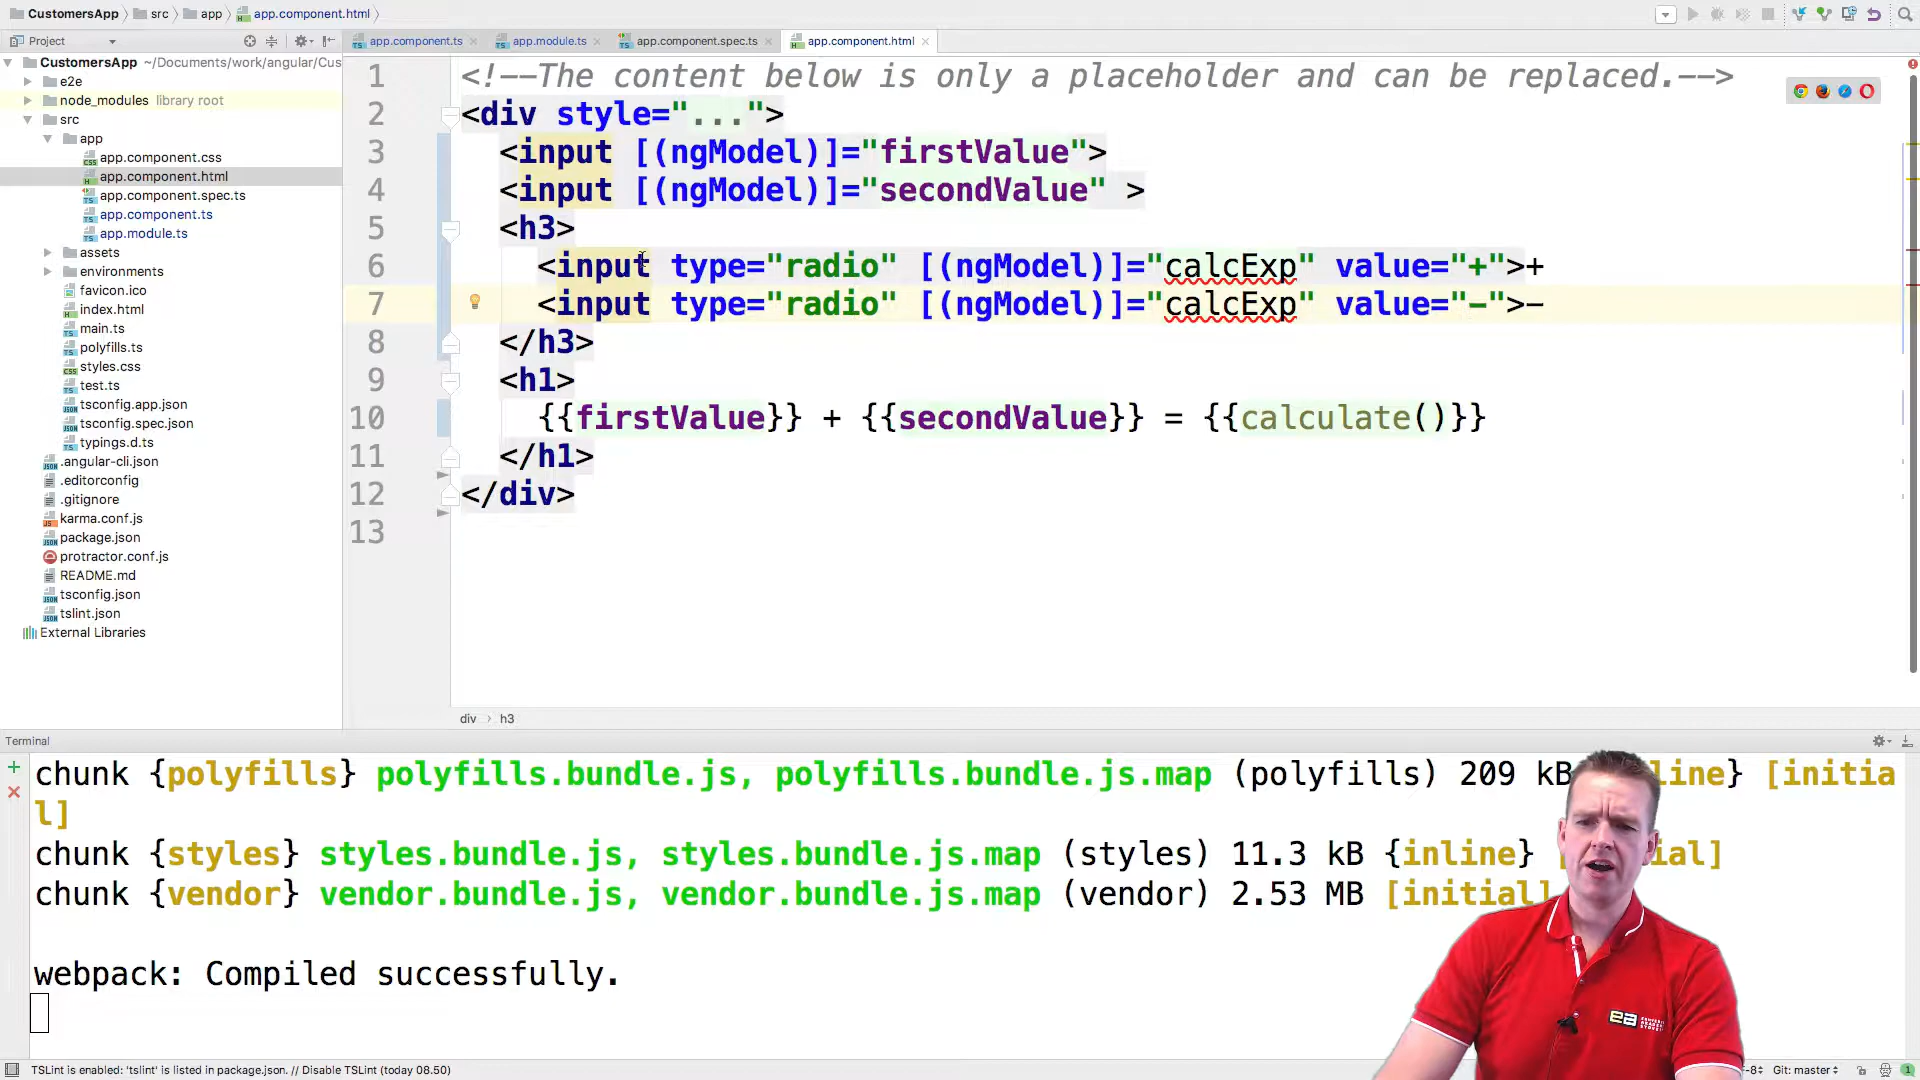 CustomersApp src app app.component.html
Project
app.component.ts app.module.ts app.component.spec.ts app.component.html
CustomersApp ~/Documents/work/angular/Cus
e2e
node_modules library root
src
app
app.component.css
app.component.html
app.component.spec.ts
app.component.ts
app.module.ts
assets
environments
favicon.ico
index.html
main.ts
polyfills.ts
styles.css
test.ts
tsconfig.app.json
tsconfig.spec.json
typings.d.ts
.angular-cli.json
.editorconfig
.gitignore
karma.conf.js
package.json
protractor.conf.js
README.md
tsconfig.json
tslint.json
External Libraries
1 <!--The content below is only a placeholder and can be replaced.-->
2 <div style="...">
3 <input [(ngModel)]="firstValue">
4 <input [(ngModel)]="secondValue" >
5 <h3>
6 <input type="radio" [(ngModel)]="calcExp" value="+">+
7 <input type="radio" [(ngModel)]="calcExp" value="-">-
8 </h3>
9 <h1>
10 {{firstValue}} + {{secondValue}} = {{calculate()}}
11 </h1>
12 </div>
13
div › h3
Terminal
chunk {polyfills} polyfills.bundle.js, polyfills.bundle.js.map (polyfills) 209 kB line} [initia
l]
chunk {styles} styles.bundle.js, styles.bundle.js.map (styles) 11.3 kB {inline} ial]
chunk {vendor} vendor.bundle.js, vendor.bundle.js.map (vendor) 2.53 MB [initial]
webpack: Compiled successfully.
ea
TSLint is enabled: 'tslint' is listed in package.json. // Disable TSLint (today 08.50)
-8 Git: master 1